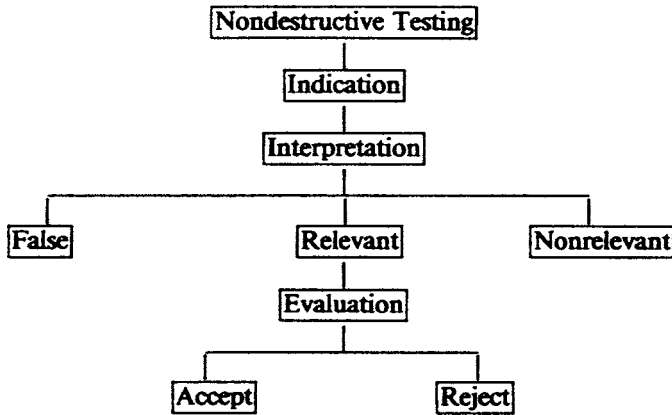 Nondestructive Testing
Indication
Interpretation
False Relevant Nonrelevant
Evaluation
Accept Reject